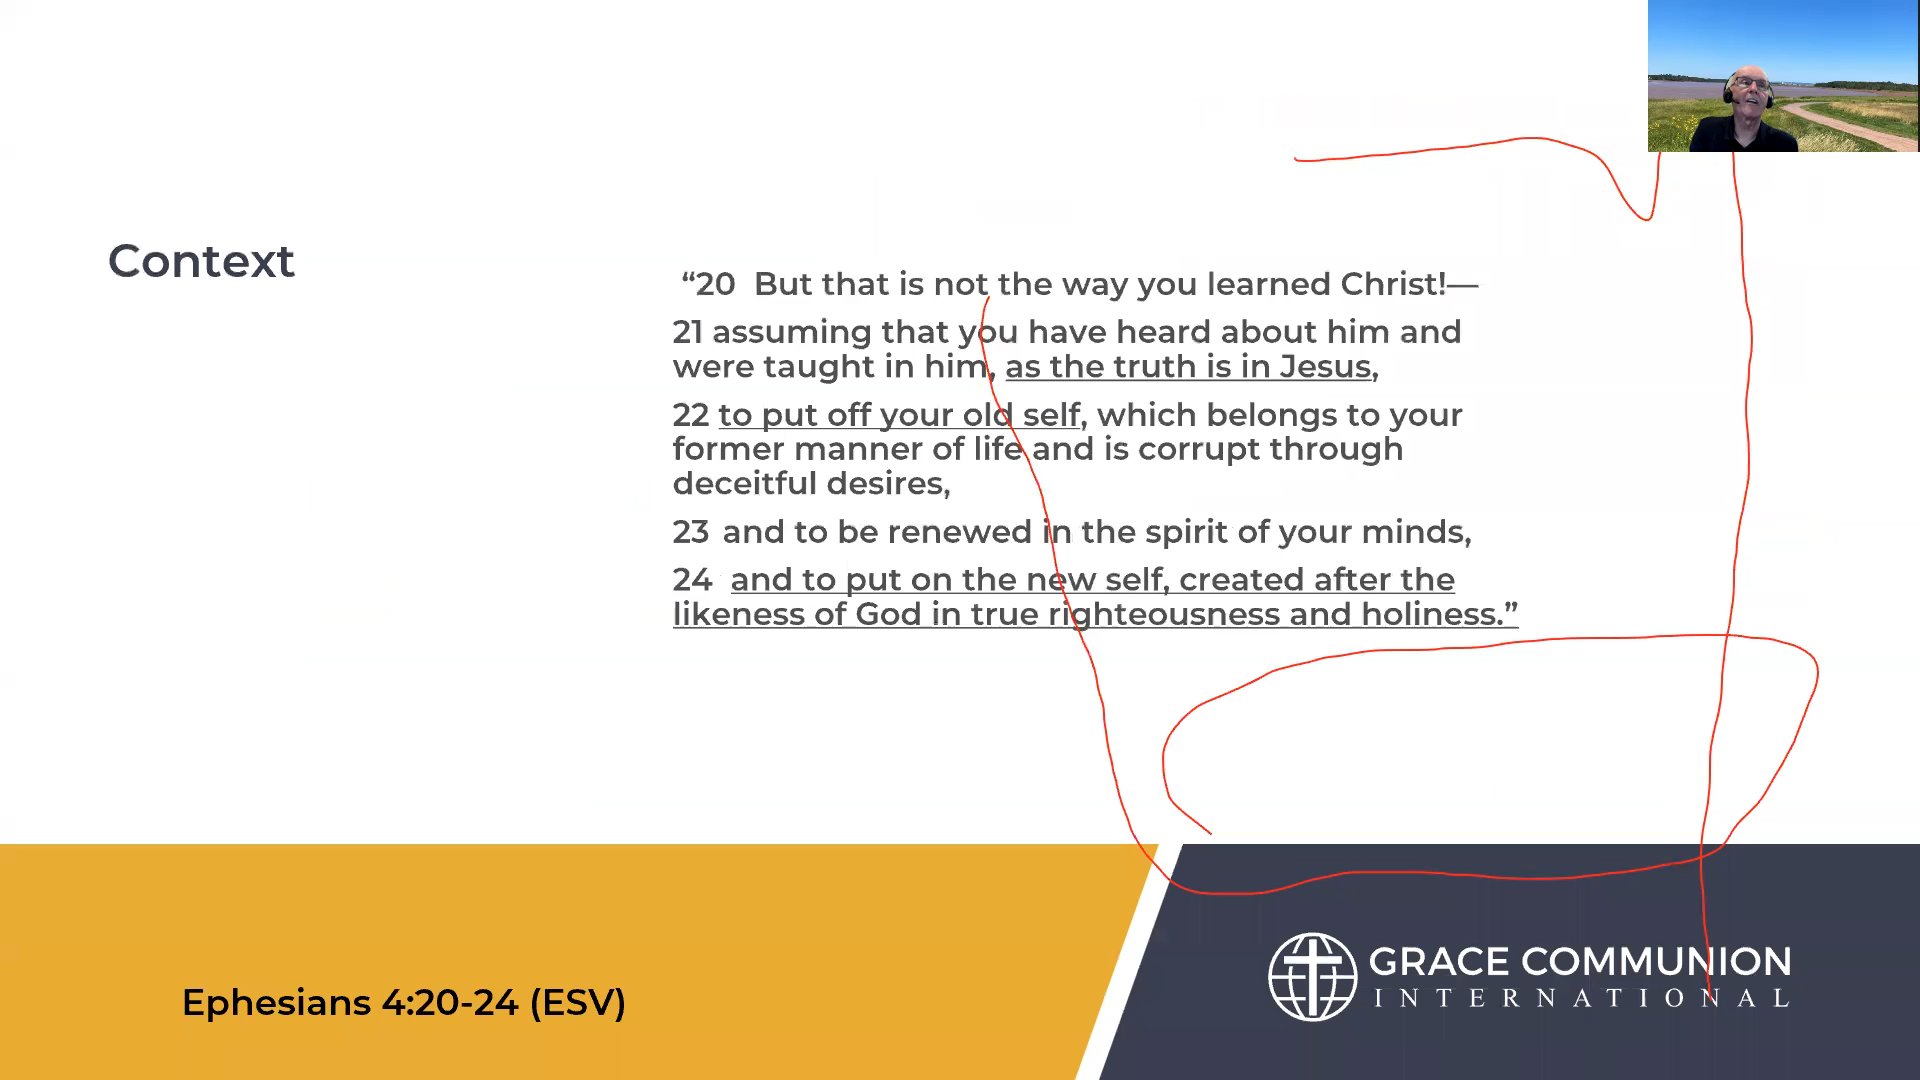 Context
“20 But that is not the way you learned Christ!—
21 assuming that you have heard about him and
were taught in him, as the truth is in Jesus,
22 to put off your old self, which belongs to your
former manner of life and is corrupt through
deceitful desires,
23 and to be renewed in the spirit of your minds,
24 and to put on the new self, created after the
likeness of God in true righteousness and holiness.”
Ephesians 4:20-24 (ESV)
GRACE COMMUNION
INTERNATIONAL